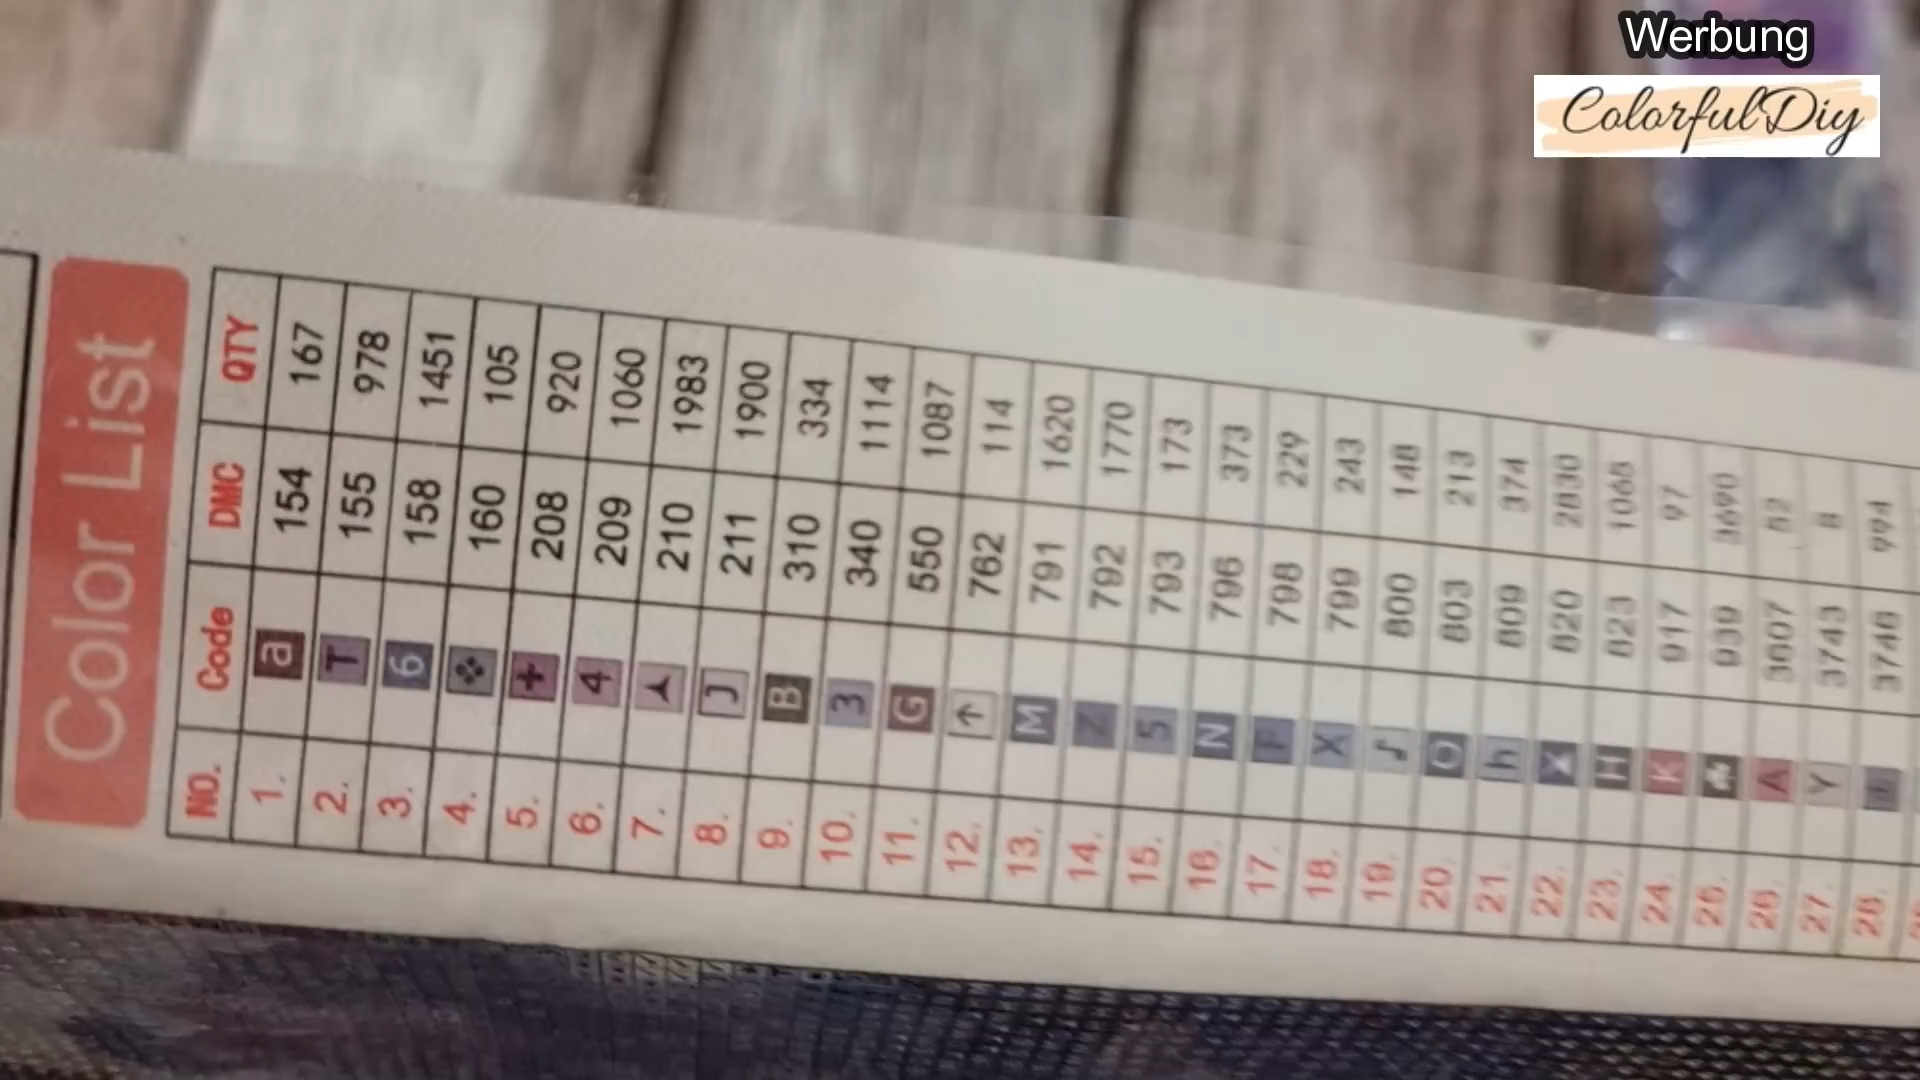 Werbung
ColorfulDiy
Color List
NO. Code DMC QTY
1. a 154 167
2. T 155 978
3. 6 158 1451
4. ❖ 160 105
5. + 208 920
6. 4 209 1060
7. ➤ 210 1983
8. J 211 1900
9. B 310 334
10. 3 340 1114
11. G 550 1087
12. ↑ 762 114
13. M 791 1620
14. Z 792 1770
15. 5 793 173
16. N 796 373
17. F 798 229
18. X 799 243
19. ♪ 800 148
20. O 803 213
21. h 809 374
22. X 820 2830
23. H 823 1068
24. K 917 97
25. ♣ 939 3690
26. A 3607 52
27. Y 3743 8
28. 3746 994